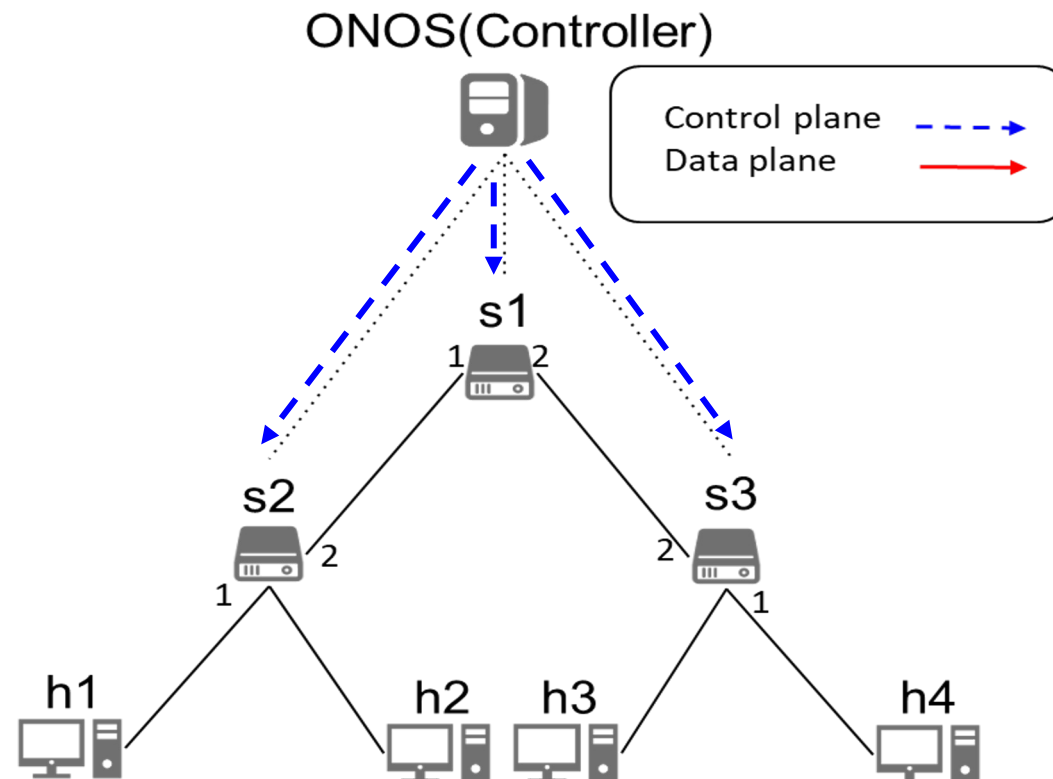 ONOS(Controller)
Control plane
Data plane
s1
1 2
s2
s3
2
2
1
1
h1
h2
h3
h4